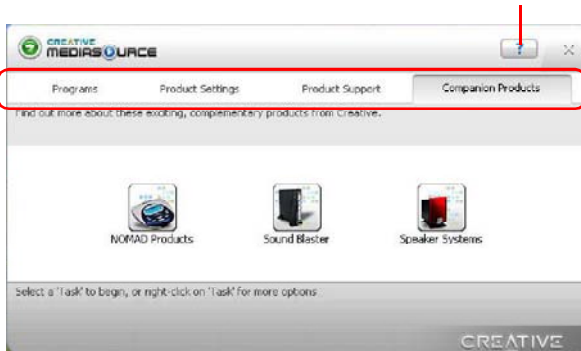 CREATIVE
MEDIASOURCE
?
Programs Product Settings Product Support Companion Products
Find out more about these exciting, complementary products from Creative.
NOMAD Products Sound Blaster Speaker Systems
Select a 'Task' to begin, or right-click on 'Task' for more options
CREATIVE